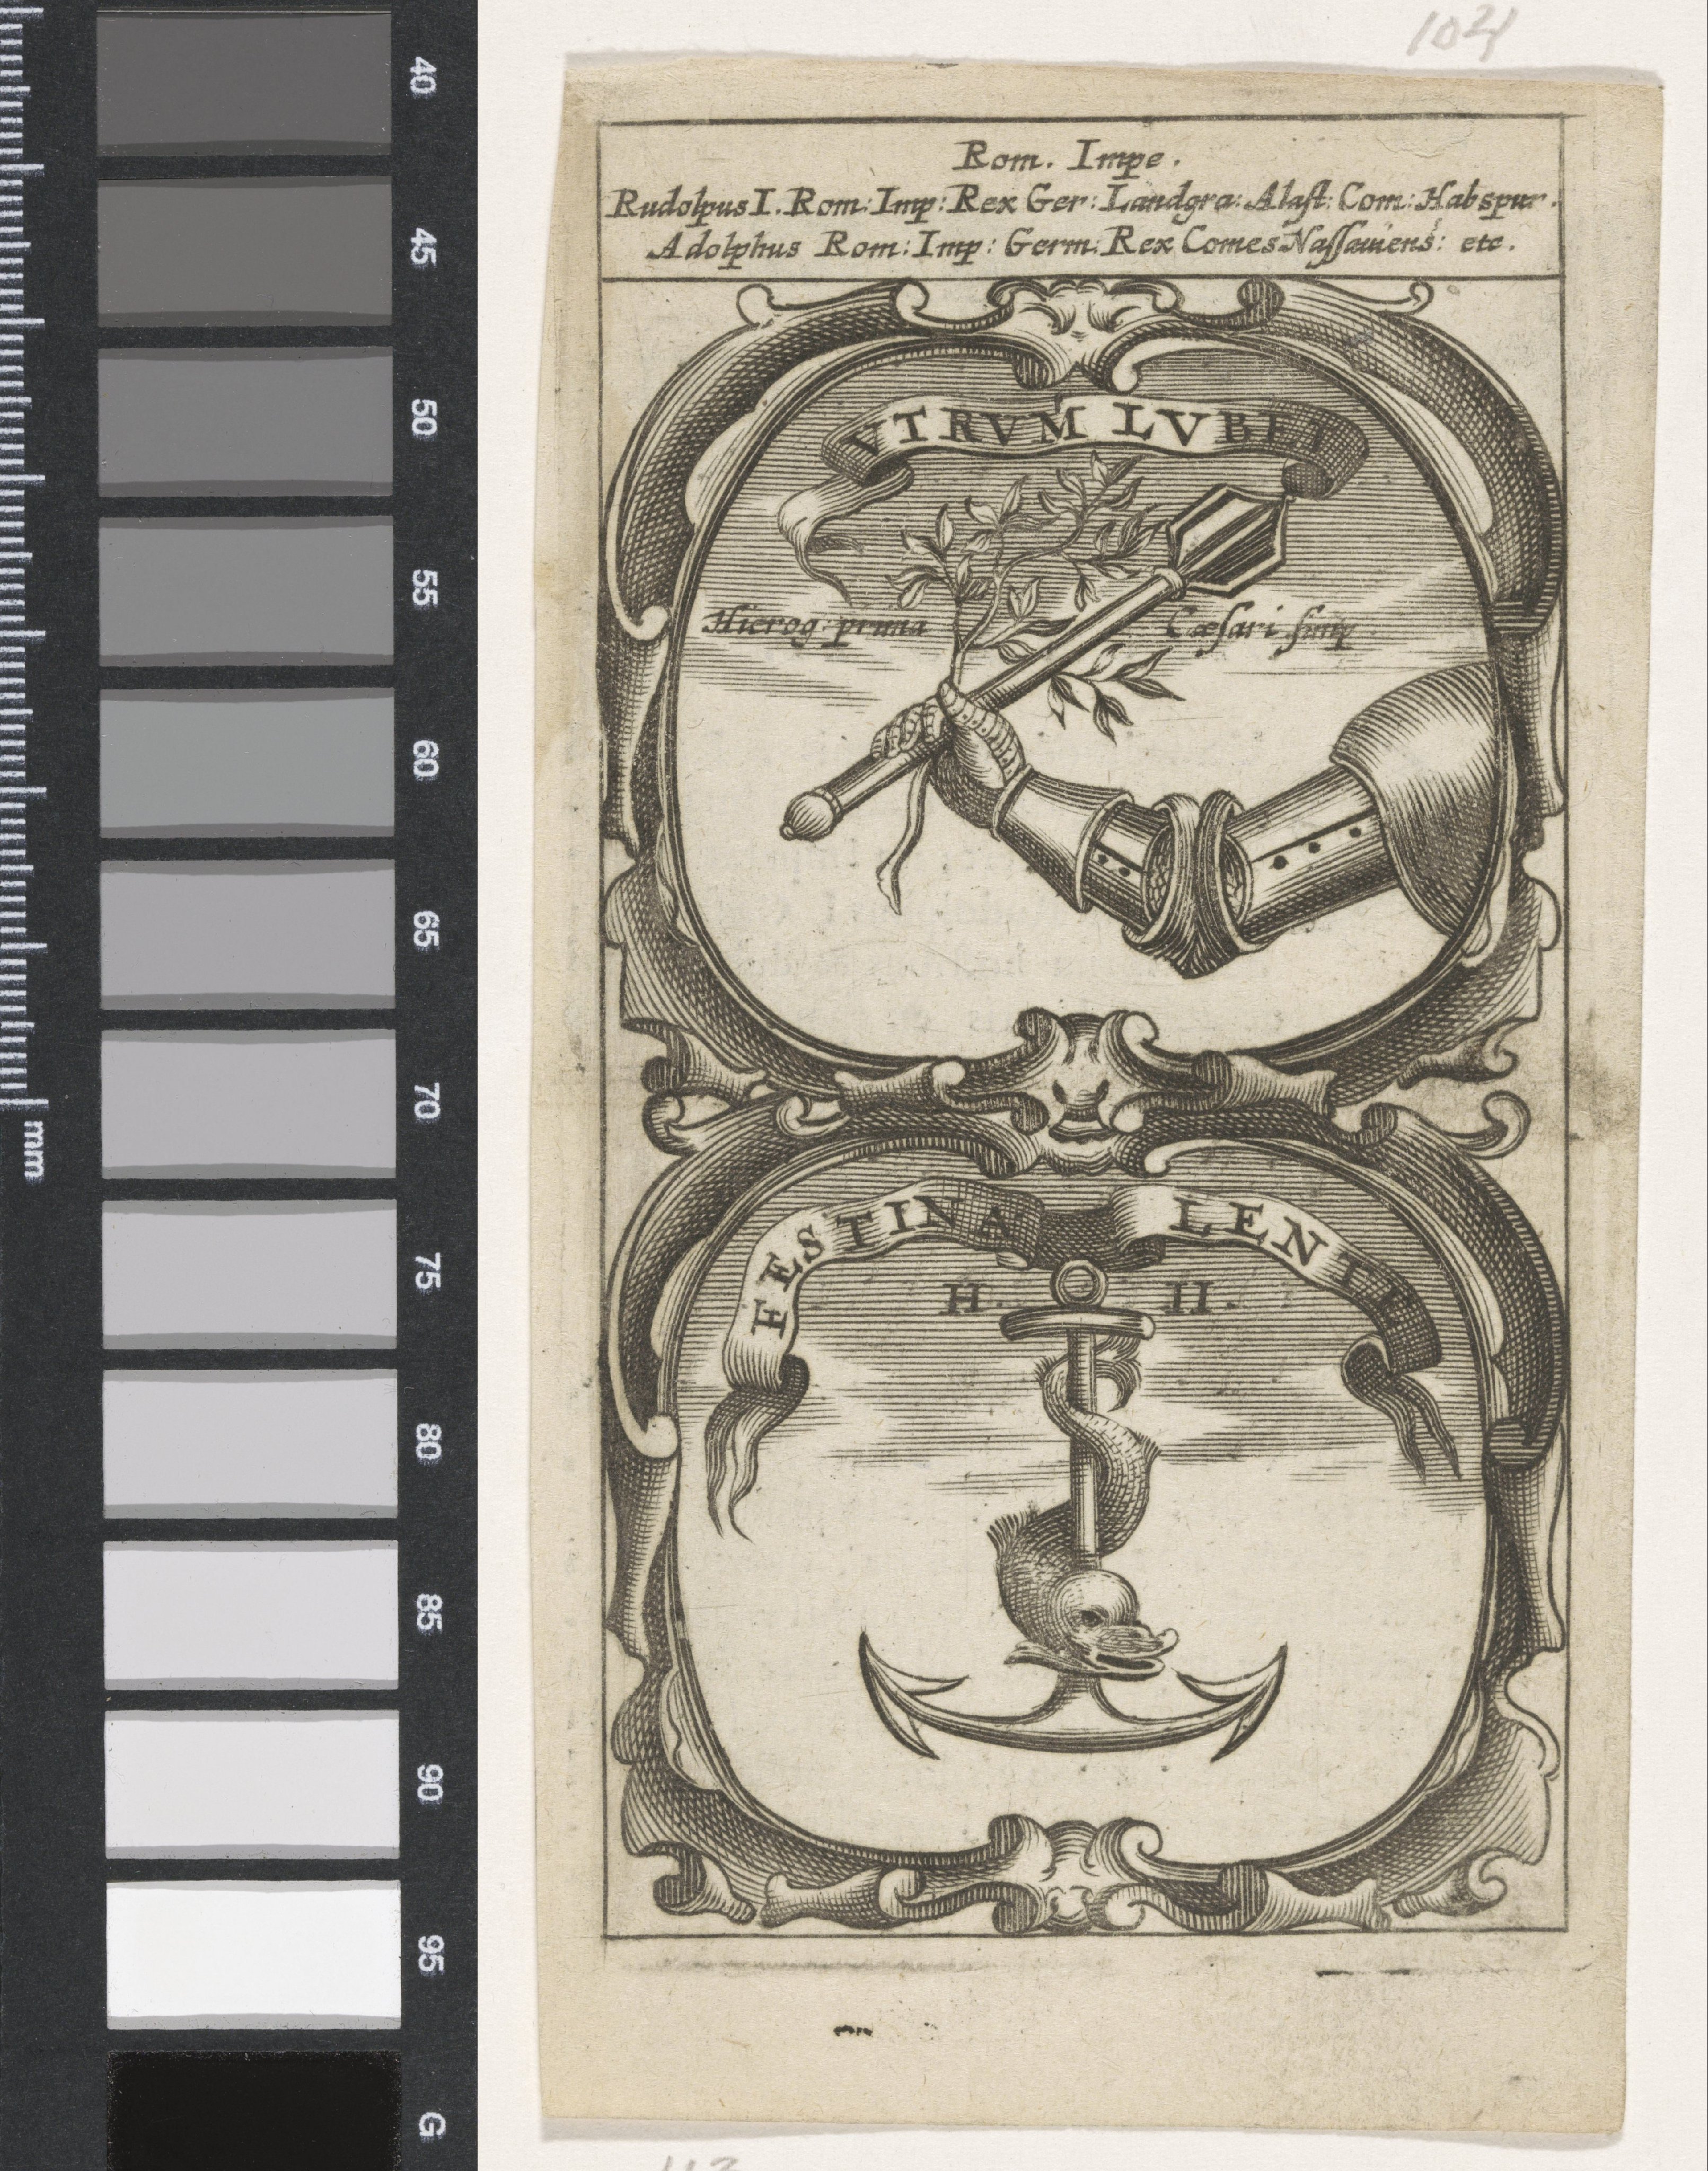 104
Rom. Impe.
Rudolpus I. Rom: Imp: Rex Ger: Landgra: Alast: Com: Habspur.
Adolphus Rom: Imp: Germ: Rex Comes Nassauiens: etc.
VTRVM LVBET
Hierog. prima Cæsari simp
FESTINA LENTE
H. II.
40
45
50
55
60
65
70
75
80
85
90
95
G
mm